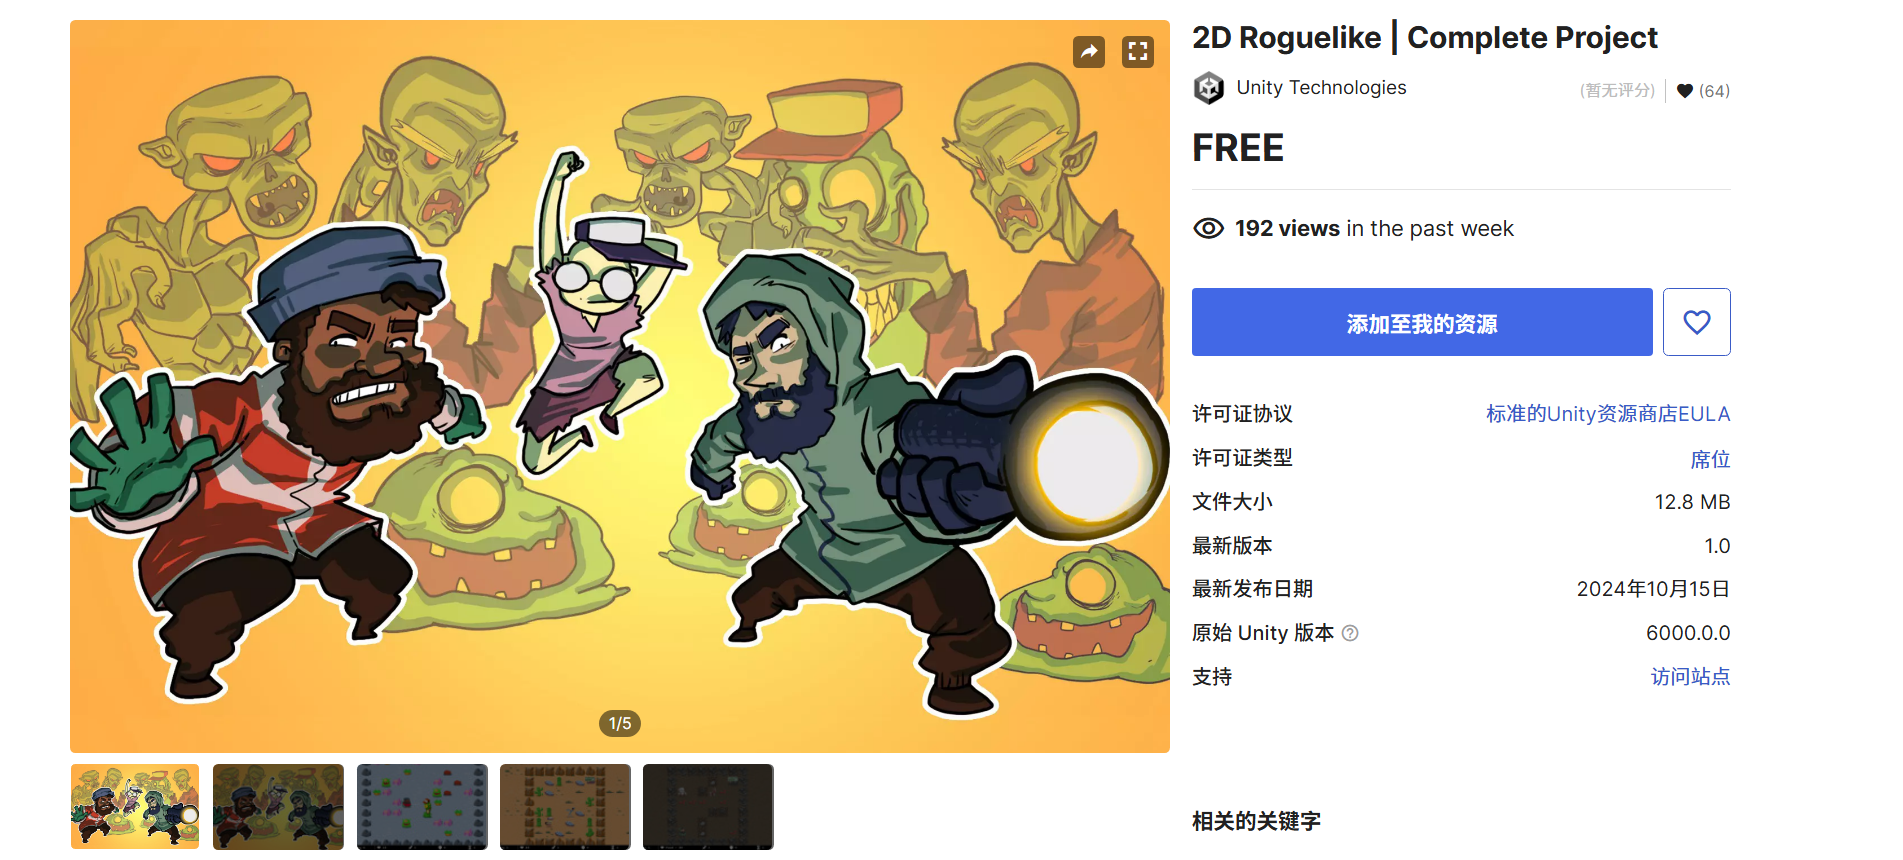 2D Roguelike | Complete Project
Unity Technologies
(暂无评分)
(64)
FREE
192 views in the past week
添加至我的资源
许可证协议
标准的Unity资源商店EULA
许可证类型
席位
文件大小
12.8 MB
最新版本
1.0
最新发布日期
2024年10月15日
原始 Unity 版本
6000.0.0
支持
访问站点
1/5
相关的关键字